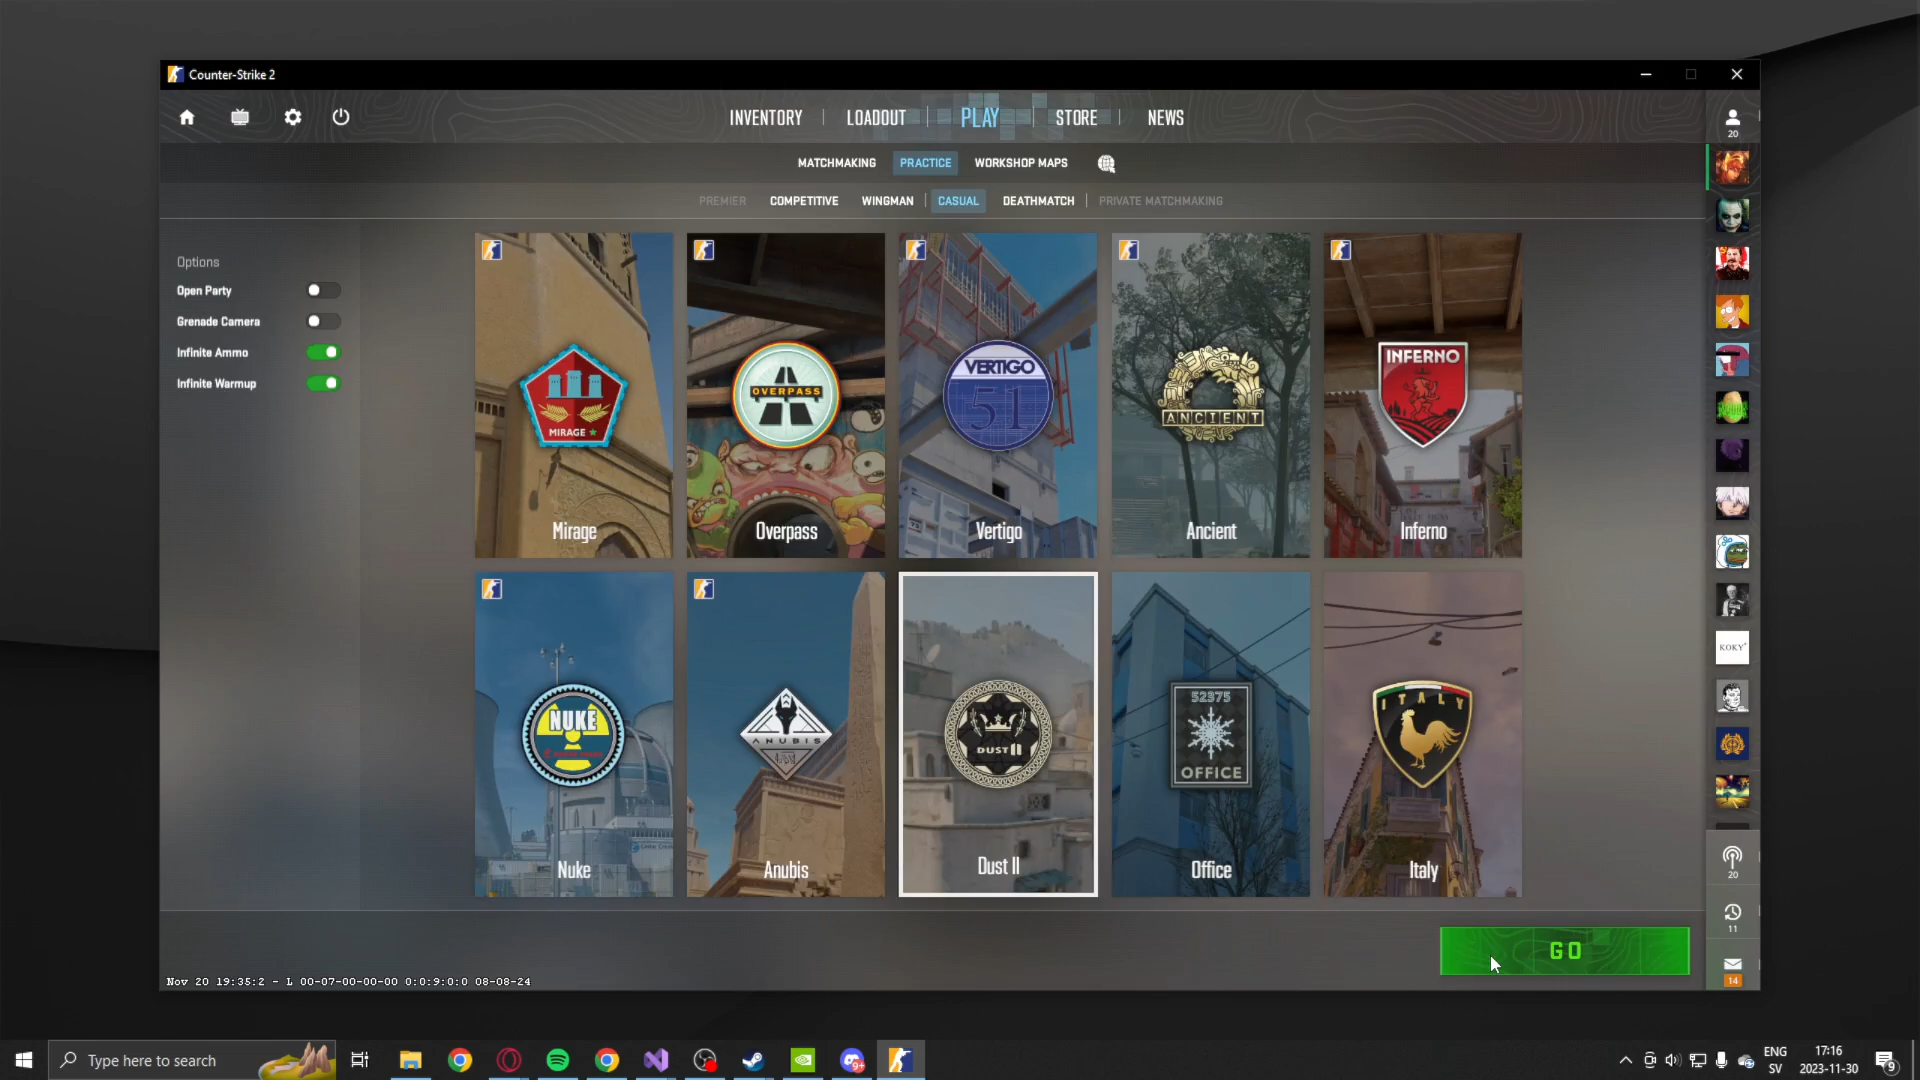 Counter-Strike 2
INVENTORY LOADOUT PLAY STORE NEWS
20
MATCHMAKING PRACTICE WORKSHOP MAPS
PREMIER COMPETITIVE WINGMAN CASUAL DEATHMATCH PRIVATE MATCHMAKING
Options
Open Party
Grenade Camera
Infinite Ammo
Infinite Warmup
MIRAGE
Mirage
OVERPASS
Overpass
VERTIGO
51
Vertigo
ANCIENT
Ancient
INFERNO
Inferno
NUKE
Nuke
ANUBIS
Anubis
DUST II
Dust II
52375
OFFICE
Office
ITALY
Italy
KOKY
20
11
14
GO
Nov 20 19:35:2 - L 00-07-00-00-00 0:0:9:0:0 08-08-24
Type here to search
9+
ENG
SV
17:16
2023-11-30
9